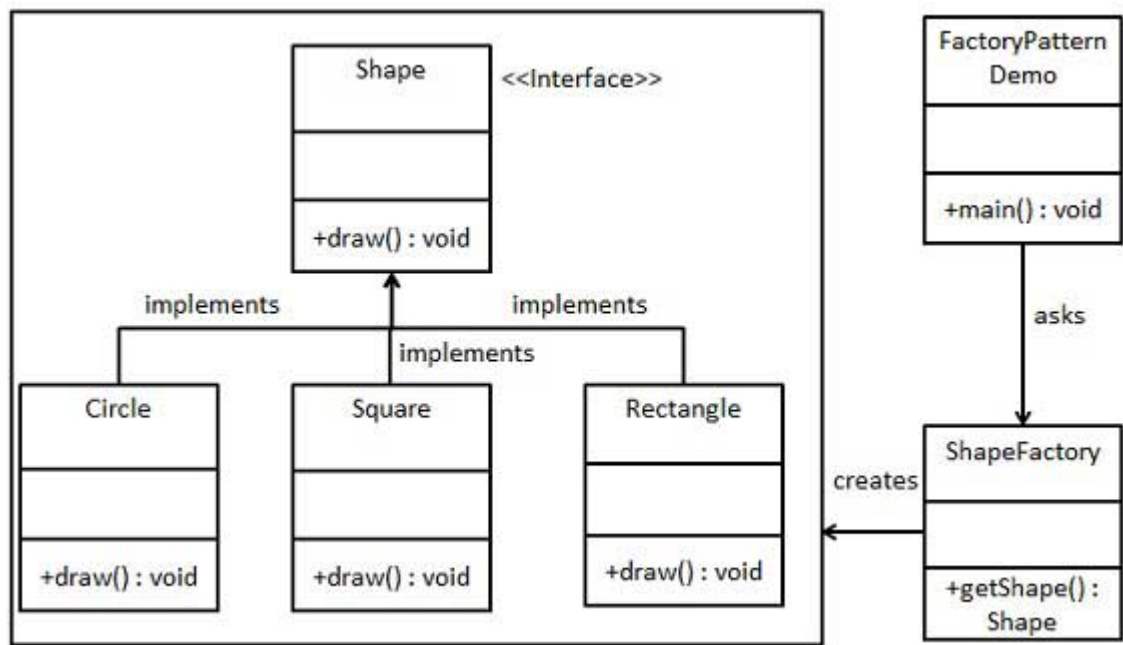 Shape
<<Interface>>
+draw() : void
implements
implements
implements
Circle
+draw() : void
Square
+draw() : void
Rectangle
+draw() : void
FactoryPattern
Demo
+main() : void
asks
ShapeFactory
+getShape() :
Shape
creates